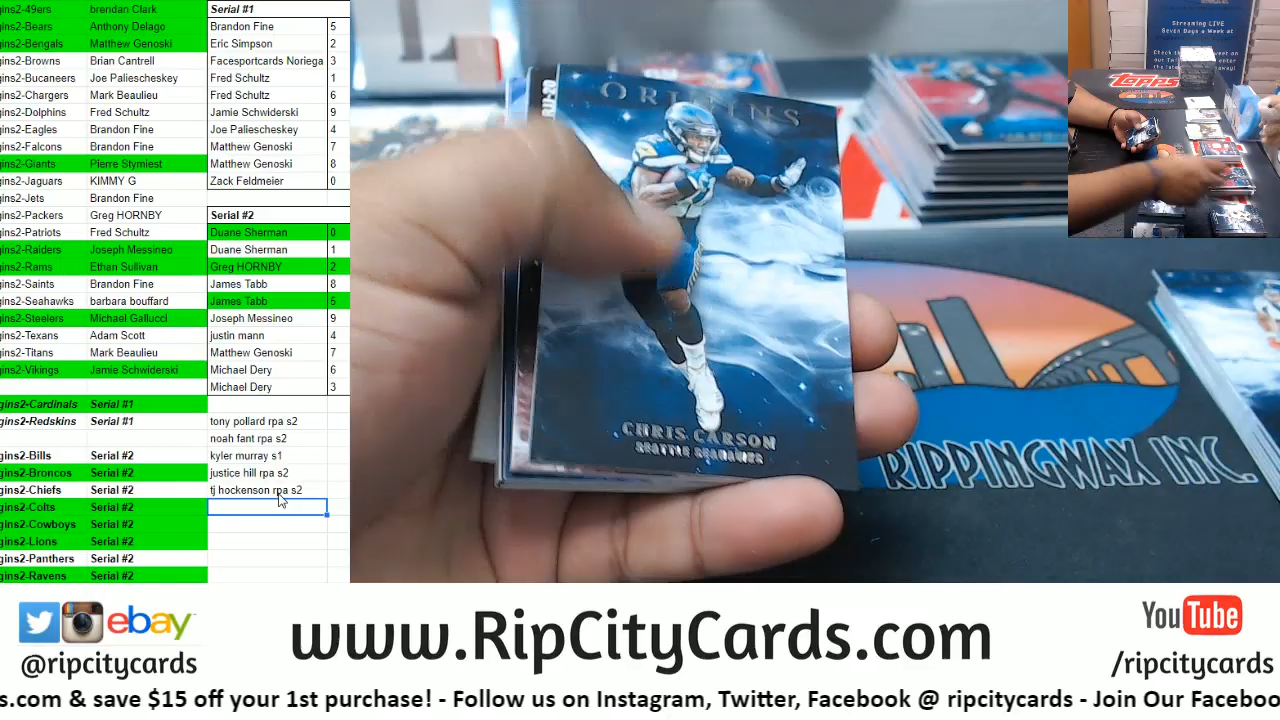 gins2-49ers brendan Clark
gins2-Bears Anthony Delago
gins2-Bengals Matthew Genoski
gins2-Browns Brian Cantrell
gins2-Bucaneers Joe Paliescheskey
gins2-Chargers Mark Beaulieu
gins2-Dolphins Fred Schultz
gins2-Eagles Brandon Fine
gins2-Falcons Brandon Fine
gins2-Giants Pierre Stymiest
gins2-Jaguars KIMMY G
gins2-Jets Brandon Fine
gins2-Packers Greg HORNBY
gins2-Patriots Fred Schultz
gins2-Raiders Joseph Messineo
gins2-Rams Ethan Sullivan
gins2-Saints Brandon Fine
gins2-Seahawks barbara bouffard
gins2-Steelers Michael Gallucci
gins2-Texans Adam Scott
gins2-Titans Mark Beaulieu
gins2-Vikings Jamie Schwiderski
gins2-Cardinals Serial #1
gins2-Redskins Serial #1
gins2-Bills Serial #2
gins2-Broncos Serial #2
gins2-Chiefs Serial #2
gins2-Colts Serial #2
gins2-Cowboys Serial #2
gins2-Lions Serial #2
gins2-Panthers Serial #2
gins2-Ravens Serial #2
Serial #1
Brandon Fine 5
Eric Simpson 2
Facesportcards Noriega 3
Fred Schultz 1
Fred Schultz 6
Jamie Schwiderski 9
Joe Paliescheskey 4
Matthew Genoski 7
Matthew Genoski 8
Zack Feldmeier 0
Serial #2
Duane Sherman 0
Duane Sherman 1
Greg HORNBY 2
James Tabb 8
James Tabb 5
Joseph Messineo 9
justin mann 4
Matthew Genoski 7
Michael Dery 6
Michael Dery 3
tony pollard rpa s2
noah fant rpa s2
kyler murray s1
justice hill rpa s2
tj hockenson rpa s2
CHRIS CARSON
SEATTLE SEAHAWKS
RIPPINGWAX INC.
Streaming LIVE
Seven Days a Week at
topps
ebay
@ripcitycards
www.RipCityCards.com
YouTube
/ripcitycards
s.com & save $15 off your 1st purchase! - Follow us on Instagram, Twitter, Facebook @ ripcitycards - Join Our Faceboo